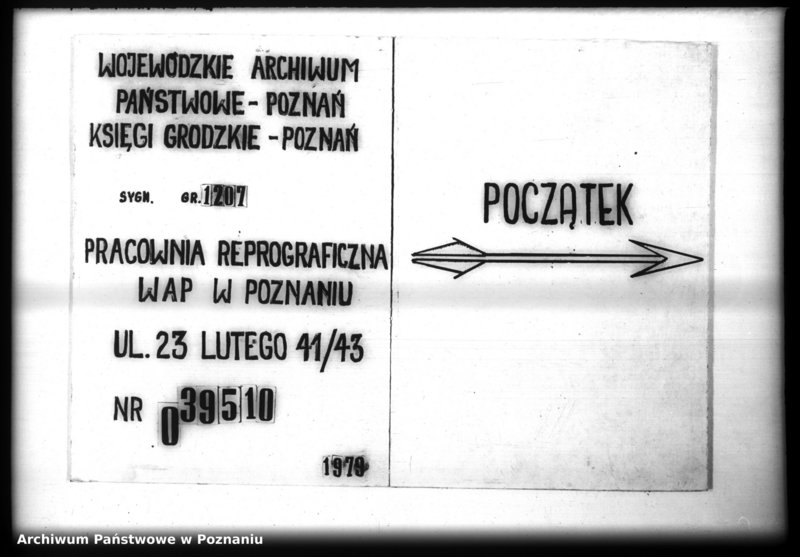 WOJEWÓDZKIE ARCHIWUM
PAŃSTWOWE - POZNAŃ
KSIĘGI GRODZKIE - POZNAŃ
SYGN. GR. 1207
PRACOWNIA REPROGRAFICZNA
WAP W POZNANIU
UL. 23 LUTEGO 41/43
NR 039510
1979
POCZĄTEK
Archiwum Państwowe w Poznaniu